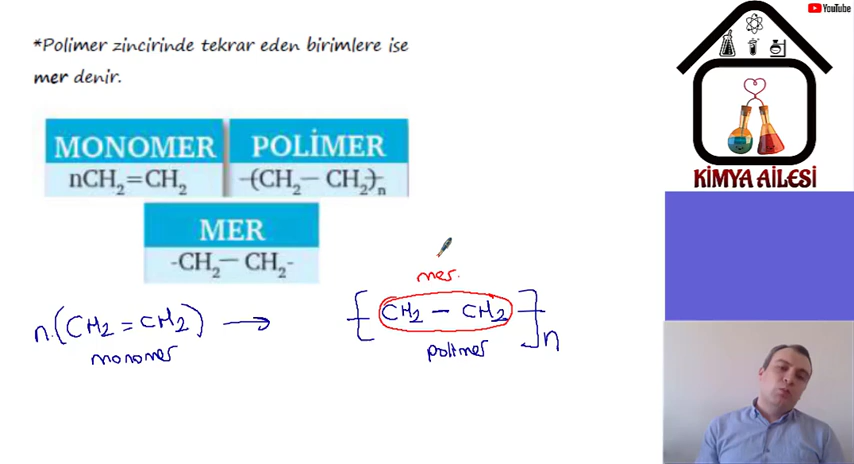 YouTube
*Polimer zincirinde tekrar eden birimlere ise
mer denir.
MONOMER
nCH₂=CH₂
POLİMER
-(CH₂-CH₂)-ₙ
MER
-CH₂-CH₂-
KİMYA AİLESİ
mer.
n.(CH₂=CH₂) → [CH₂-CH₂]n
monomer
polimer